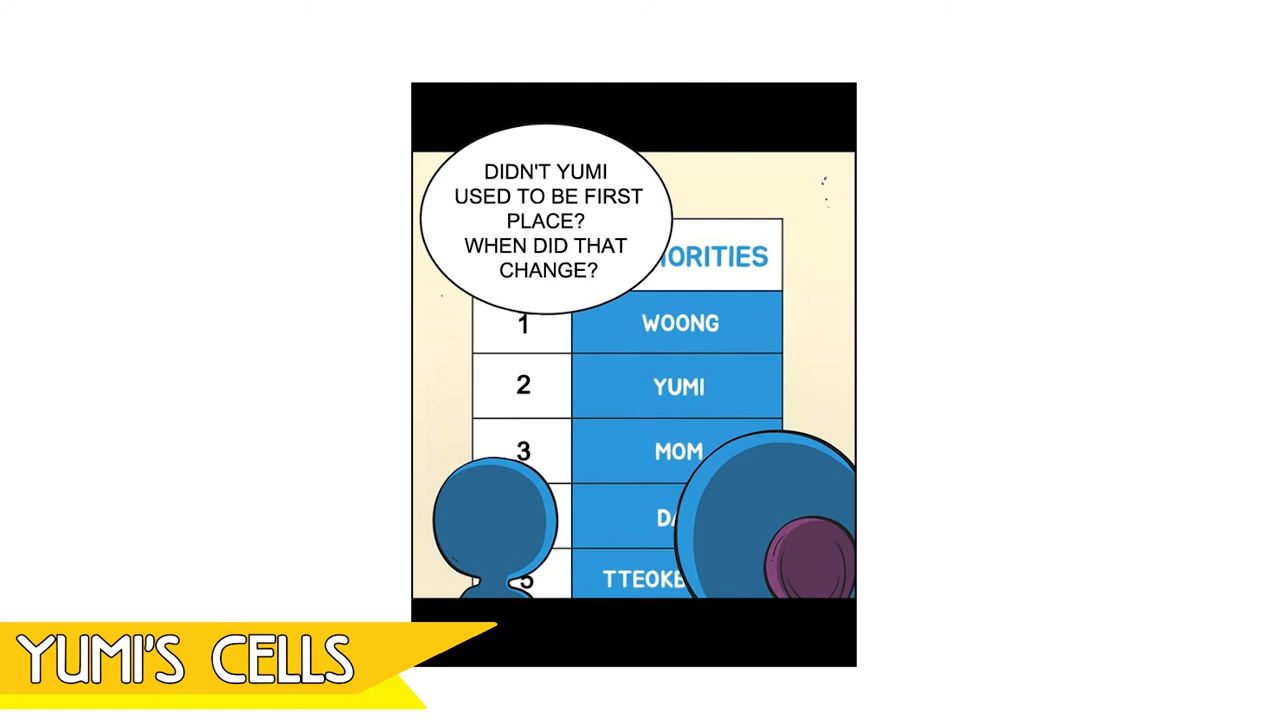 DIDN'T YUMI
USED TO BE FIRST
PLACE?
WHEN DID THAT
CHANGE?
1 WOONG
2 YUMI
3 MOM
5
YUMI'S CELLS